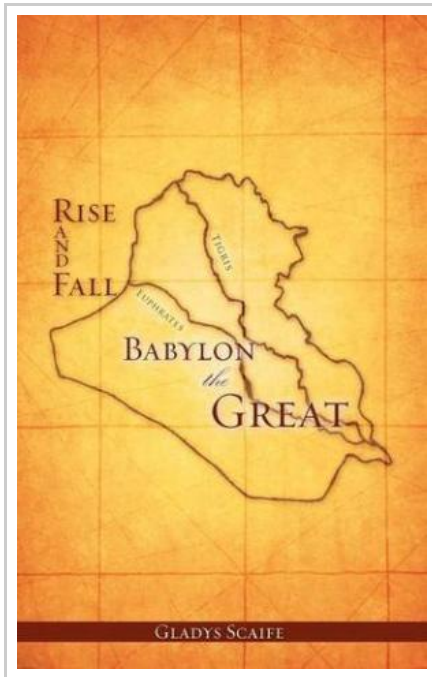 RISE
AND
FALL
TIGRIS
EUPHRATES
BABYLON
the
GREAT
GLADYS SCAIFE